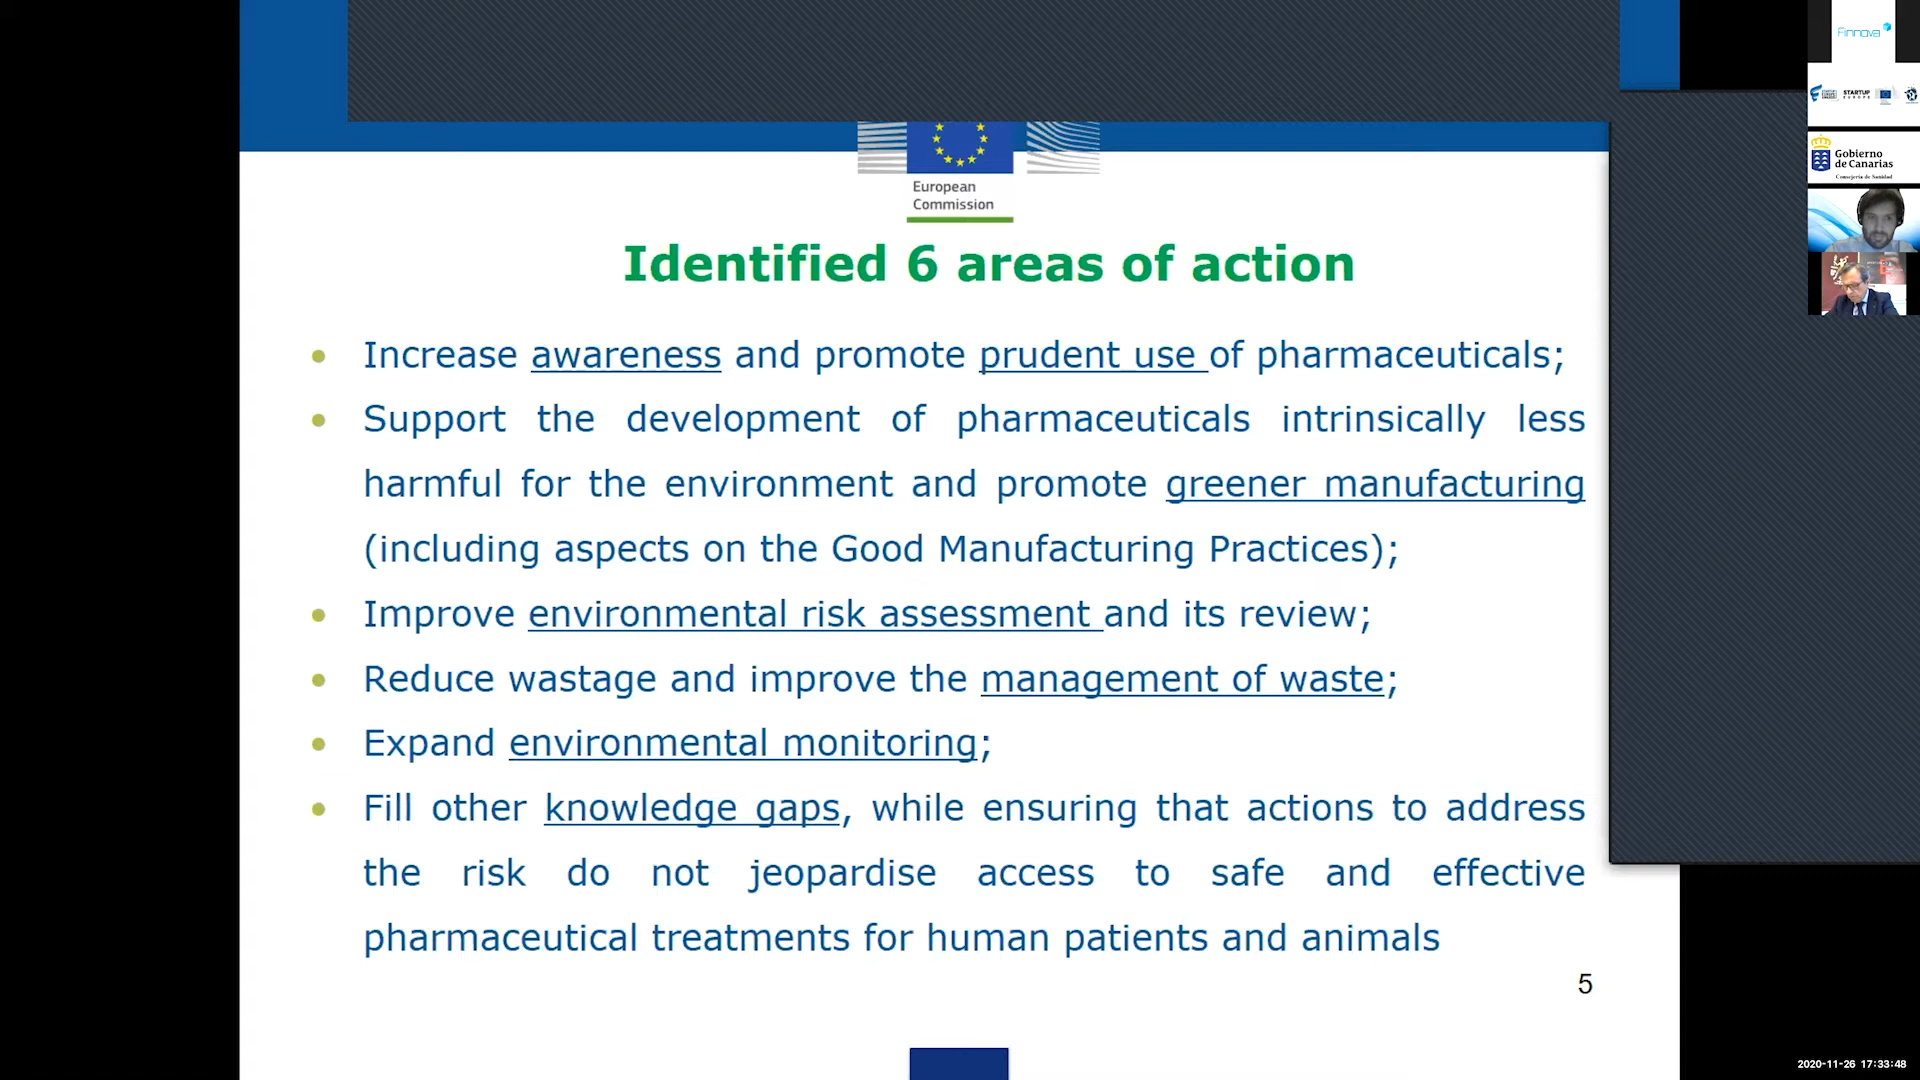 Finnova
STARTUP
EUROPE
Gobierno
de Canarias
Consejería de Sanidad
European
Commission
Identified 6 areas of action
• Increase awareness and promote prudent use of pharmaceuticals;
• Support the development of pharmaceuticals intrinsically less
harmful for the environment and promote greener manufacturing
(including aspects on the Good Manufacturing Practices);
• Improve environmental risk assessment and its review;
• Reduce wastage and improve the management of waste;
• Expand environmental monitoring;
• Fill other knowledge gaps, while ensuring that actions to address
the risk do not jeopardise access to safe and effective
pharmaceutical treatments for human patients and animals
5
2020-11-26 17:33:48